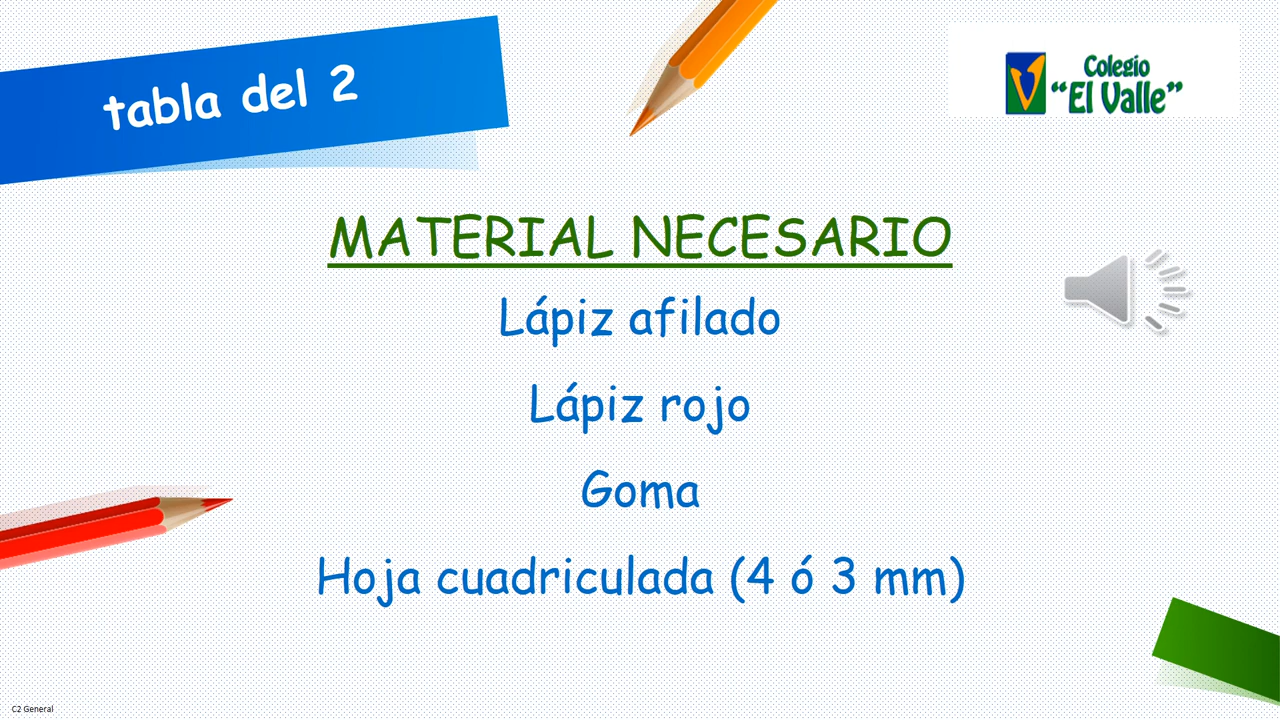 tabla del 2
Colegio
“El Valle”
MATERIAL NECESARIO
Lápiz afilado
Lápiz rojo
Goma
Hoja cuadriculada (4 ó 3 mm)
C2 General